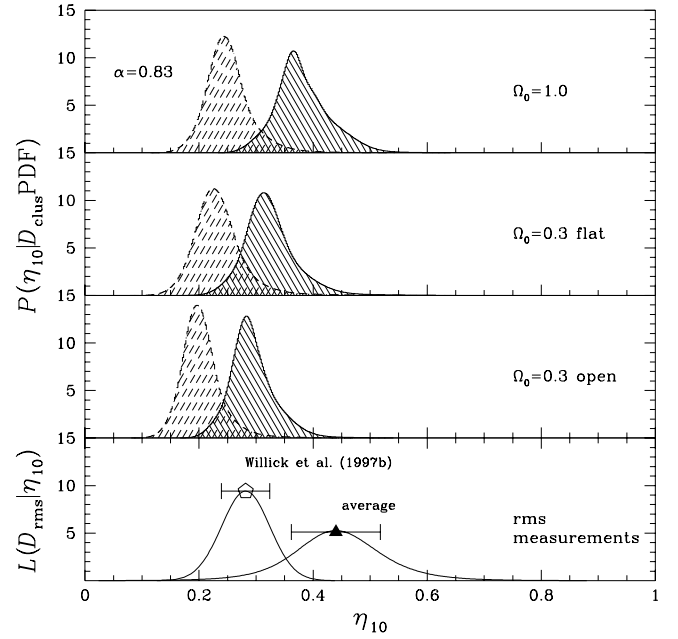 15
10
5
α=0.83
Ω₀=1.0
15
10
5
Ω₀=0.3 flat
15
10
5
Ω₀=0.3 open
15
10
5
Willick et al. (1997b)
average
rms
measurements
P(η₁₀|D_clus PDF)
L(D_rms|η₁₀)
0 0.2 0.4 0.6 0.8 1
η₁₀